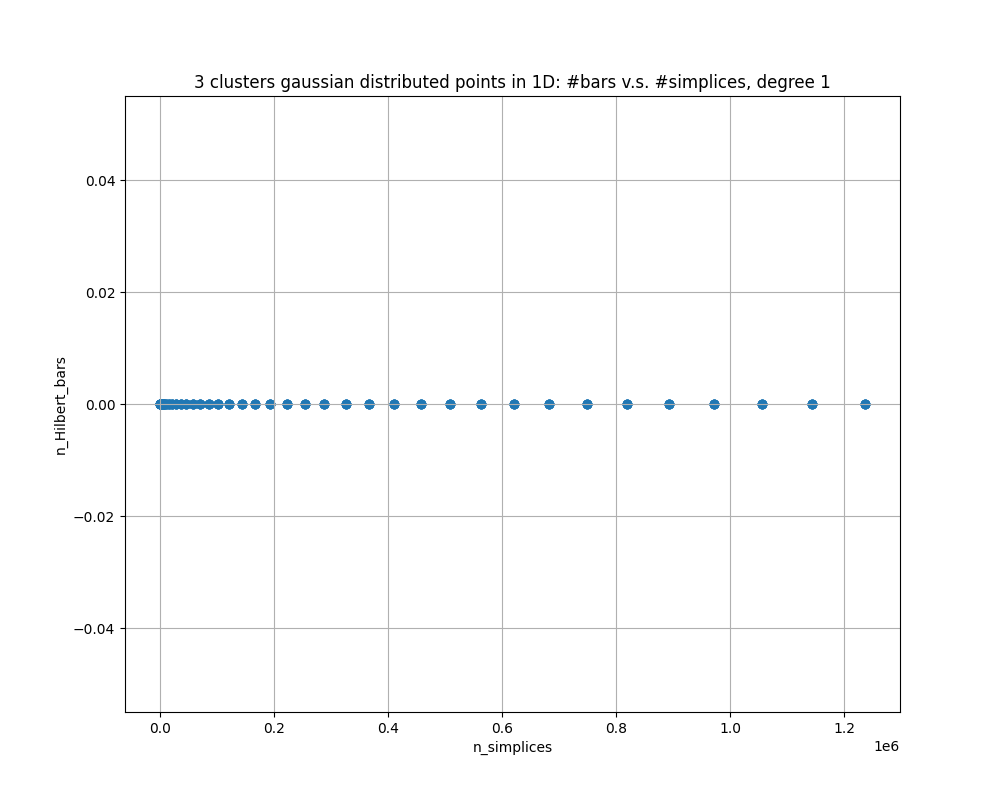 3 clusters gaussian distributed points in 1D: #bars v.s. #simplices, degree 1
n_Hilbert_bars
0.04
0.02
0.00
−0.02
−0.04
0.0 0.2 0.4 0.6 0.8 1.0 1.2
1e6
n_simplices